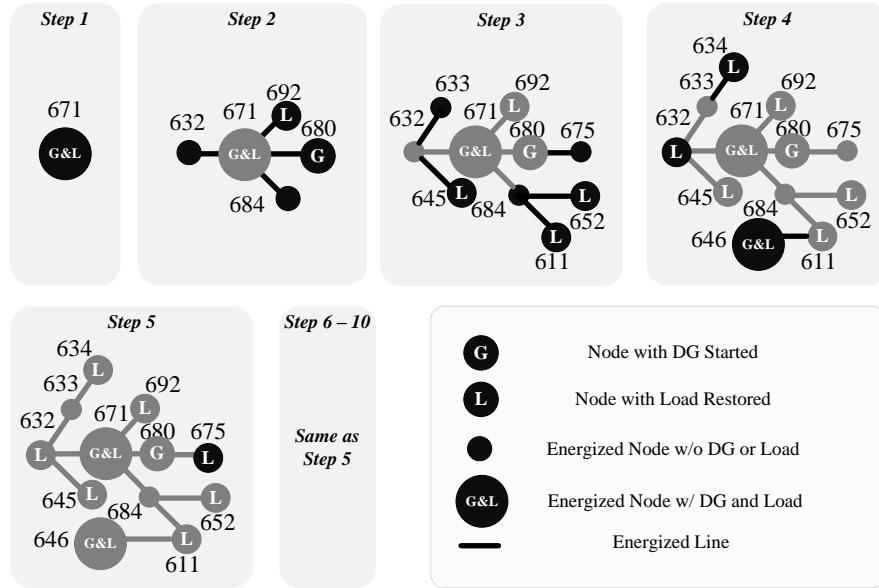 Step 1
671
G&L
Step 2
692
671
L
632
680
G&L
G
684
Step 3
633
692
671
L
632
680
675
G&L
G
645
L
684
L
652
L
611
Step 4
634
L
633
692
671
L
632
680
675
L
G&L
G
645
L
684
L
652
646
G&L
L
611
Step 5
634
L
633
692
671
L
632
680
675
L
G&L
G
L
645
L
684
L
652
646
G&L
L
611
Step 6 – 10
Same as
Step 5
G
Node with DG Started
L
Node with Load Restored
Energized Node w/o DG or Load
G&L
Energized Node w/ DG and Load
Energized Line